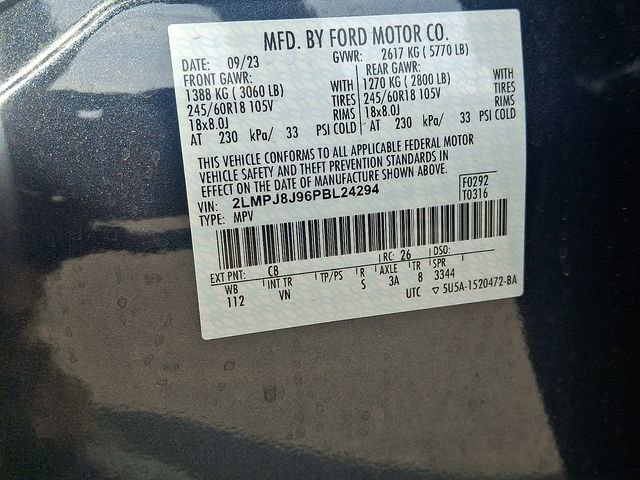 MFD. BY FORD MOTOR CO.
DATE: 09/23 GVWR: 2617 KG ( 5770 LB)
FRONT GAWR: REAR GAWR:
1388 KG ( 3060 LB) WITH 1270 KG ( 2800 LB) WITH
245/60R18 105V TIRES 245/60R18 105V TIRES
18x8.0J RIMS 18x8.0J RIMS
AT 230 kPa/ 33 PSI COLD AT 230 kPa/ 33 PSI COLD
THIS VEHICLE CONFORMS TO ALL APPLICABLE FEDERAL MOTOR
VEHICLE SAFETY AND THEFT PREVENTION STANDARDS IN
EFFECT ON THE DATE OF MANUFACTURE SHOWN ABOVE.
VIN: 2LMPJ8J96PBL24294 F0292
TYPE: MPV T0316
EXT PNT: C8 RC: 26 DSO:
WB INT TR TP/PS R AXLE TR SPR
112 VN S 3A 8 3344
UTC ▽ 5U5A-1520472-BA